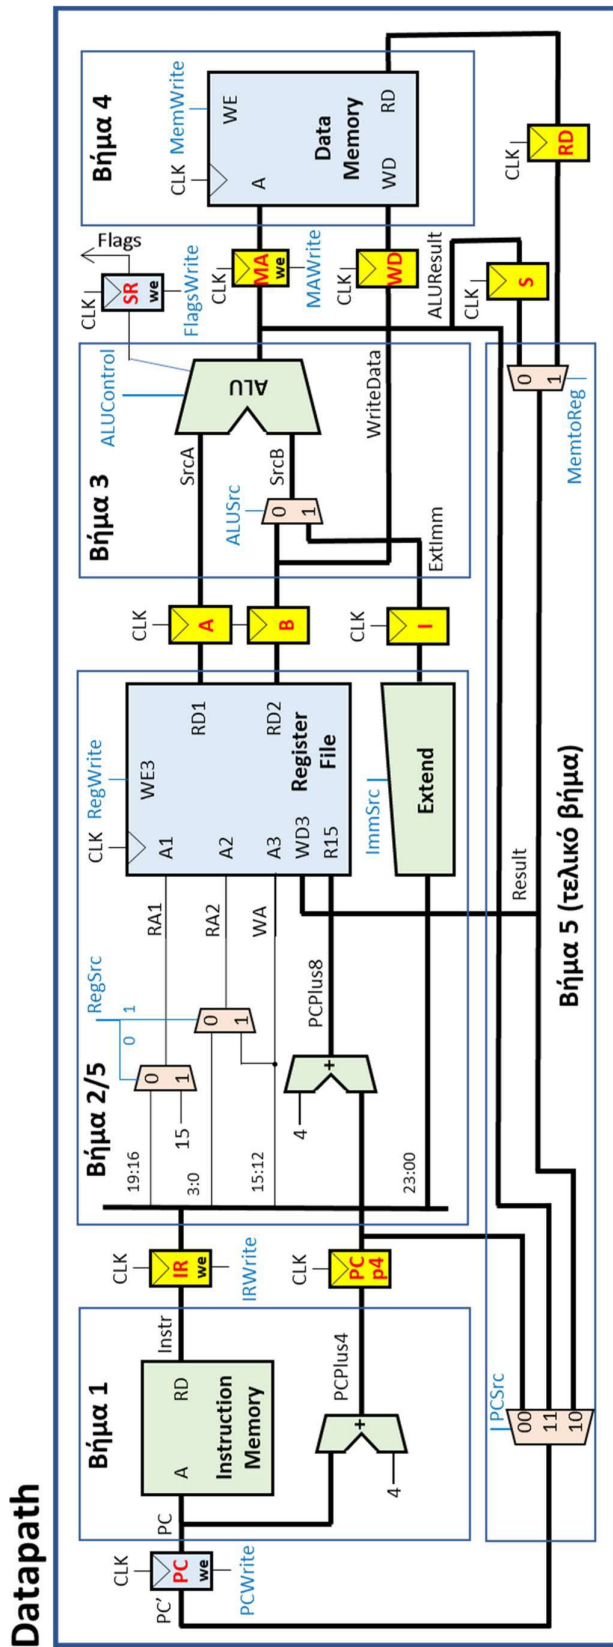 Datapath
Βήμα 1
CLK
PC'
PC
we
PCWrite
PC
A
RD
Instruction
Memory
Instr
4
+
PCPlus4
CLK
IR
we
IRWrite
CLK
PC
p4
Βήμα 2/5
19:16
3:0
15:12
23:00
15
4
0
1
RegSrc
0
1
0
1
+
PCPlus8
RA1
RA2
WA
CLK
RegWrite
WE3
A1
A2
A3
WD3
R15
RD1
RD2
Register
File
ImmSrc
Extend
CLK
A
B
CLK
I
Βήμα 3
ALUControl
SrcA
SrcB
ALUSrc
0
1
ExtImm
ALU
WriteData
CLK
SR
we
Flags
FlagsWrite
CLK
MA
we
MAWrite
CLK
WD
ALUResult
CLK
S
Βήμα 4
CLK
MemWrite
WE
A
Data
Memory
WD
RD
CLK
RD
PCSrc
00
11
10
Result
Βήμα 5 (τελικό βήμα)
0
1
MemtoReg